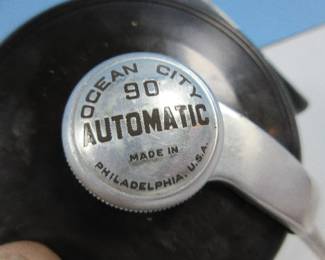 OCEAN CITY
90
AUTOMATIC
MADE IN
PHILADELPHIA, U.S.A.